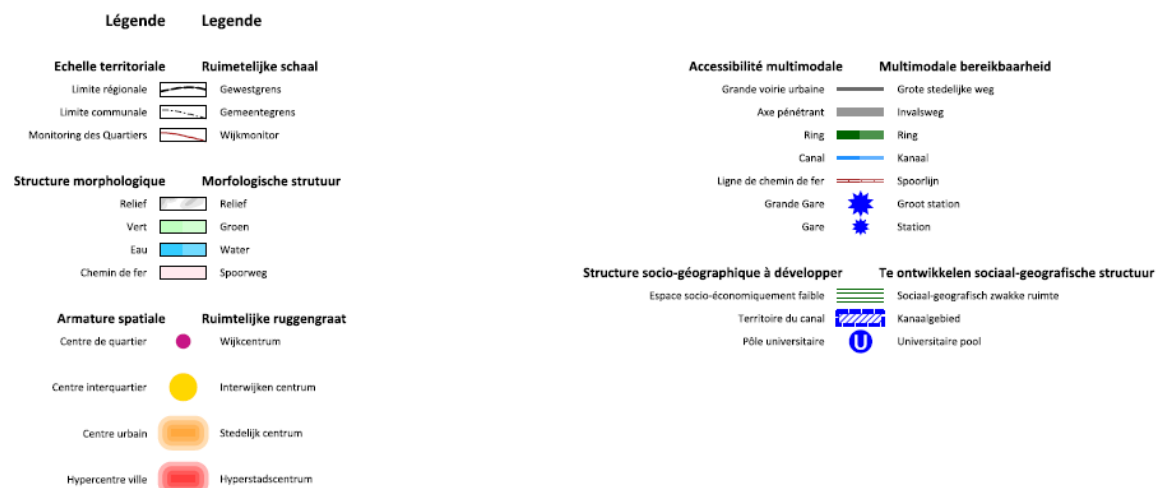 Légende Legende
Echelle territoriale Ruimetelijke schaal
Limite régionale Gewestgrens
Limite communale Gemeentegrens
Monitoring des Quartiers Wijkmonitor
Structure morphologique Morfologische strutuur
Relief Relief
Vert Groen
Eau Water
Chemin de fer Spoorweg
Armature spatiale Ruimtelijke ruggengraat
Centre de quartier Wijkcentrum
Centre interquartier Interwijken centrum
Centre urbain Stedelijk centrum
Hypercentre ville Hyperstadscentrum
Accessibilité multimodale Multimodale bereikbaarheid
Grande voirie urbaine Grote stedelijke weg
Axe pénétrant Invalsweg
Ring Ring
Canal Kanaal
Ligne de chemin de fer Spoorlijn
Grande Gare Groot station
Gare Station
Structure socio-géographique à développer Te ontwikkelen sociaal-geografische structuur
Espace socio-économiquement faible Sociaal-geografisch zwakke ruimte
Territoire du canal Kanaalgebied
Pôle universitaire U Universitaire pool